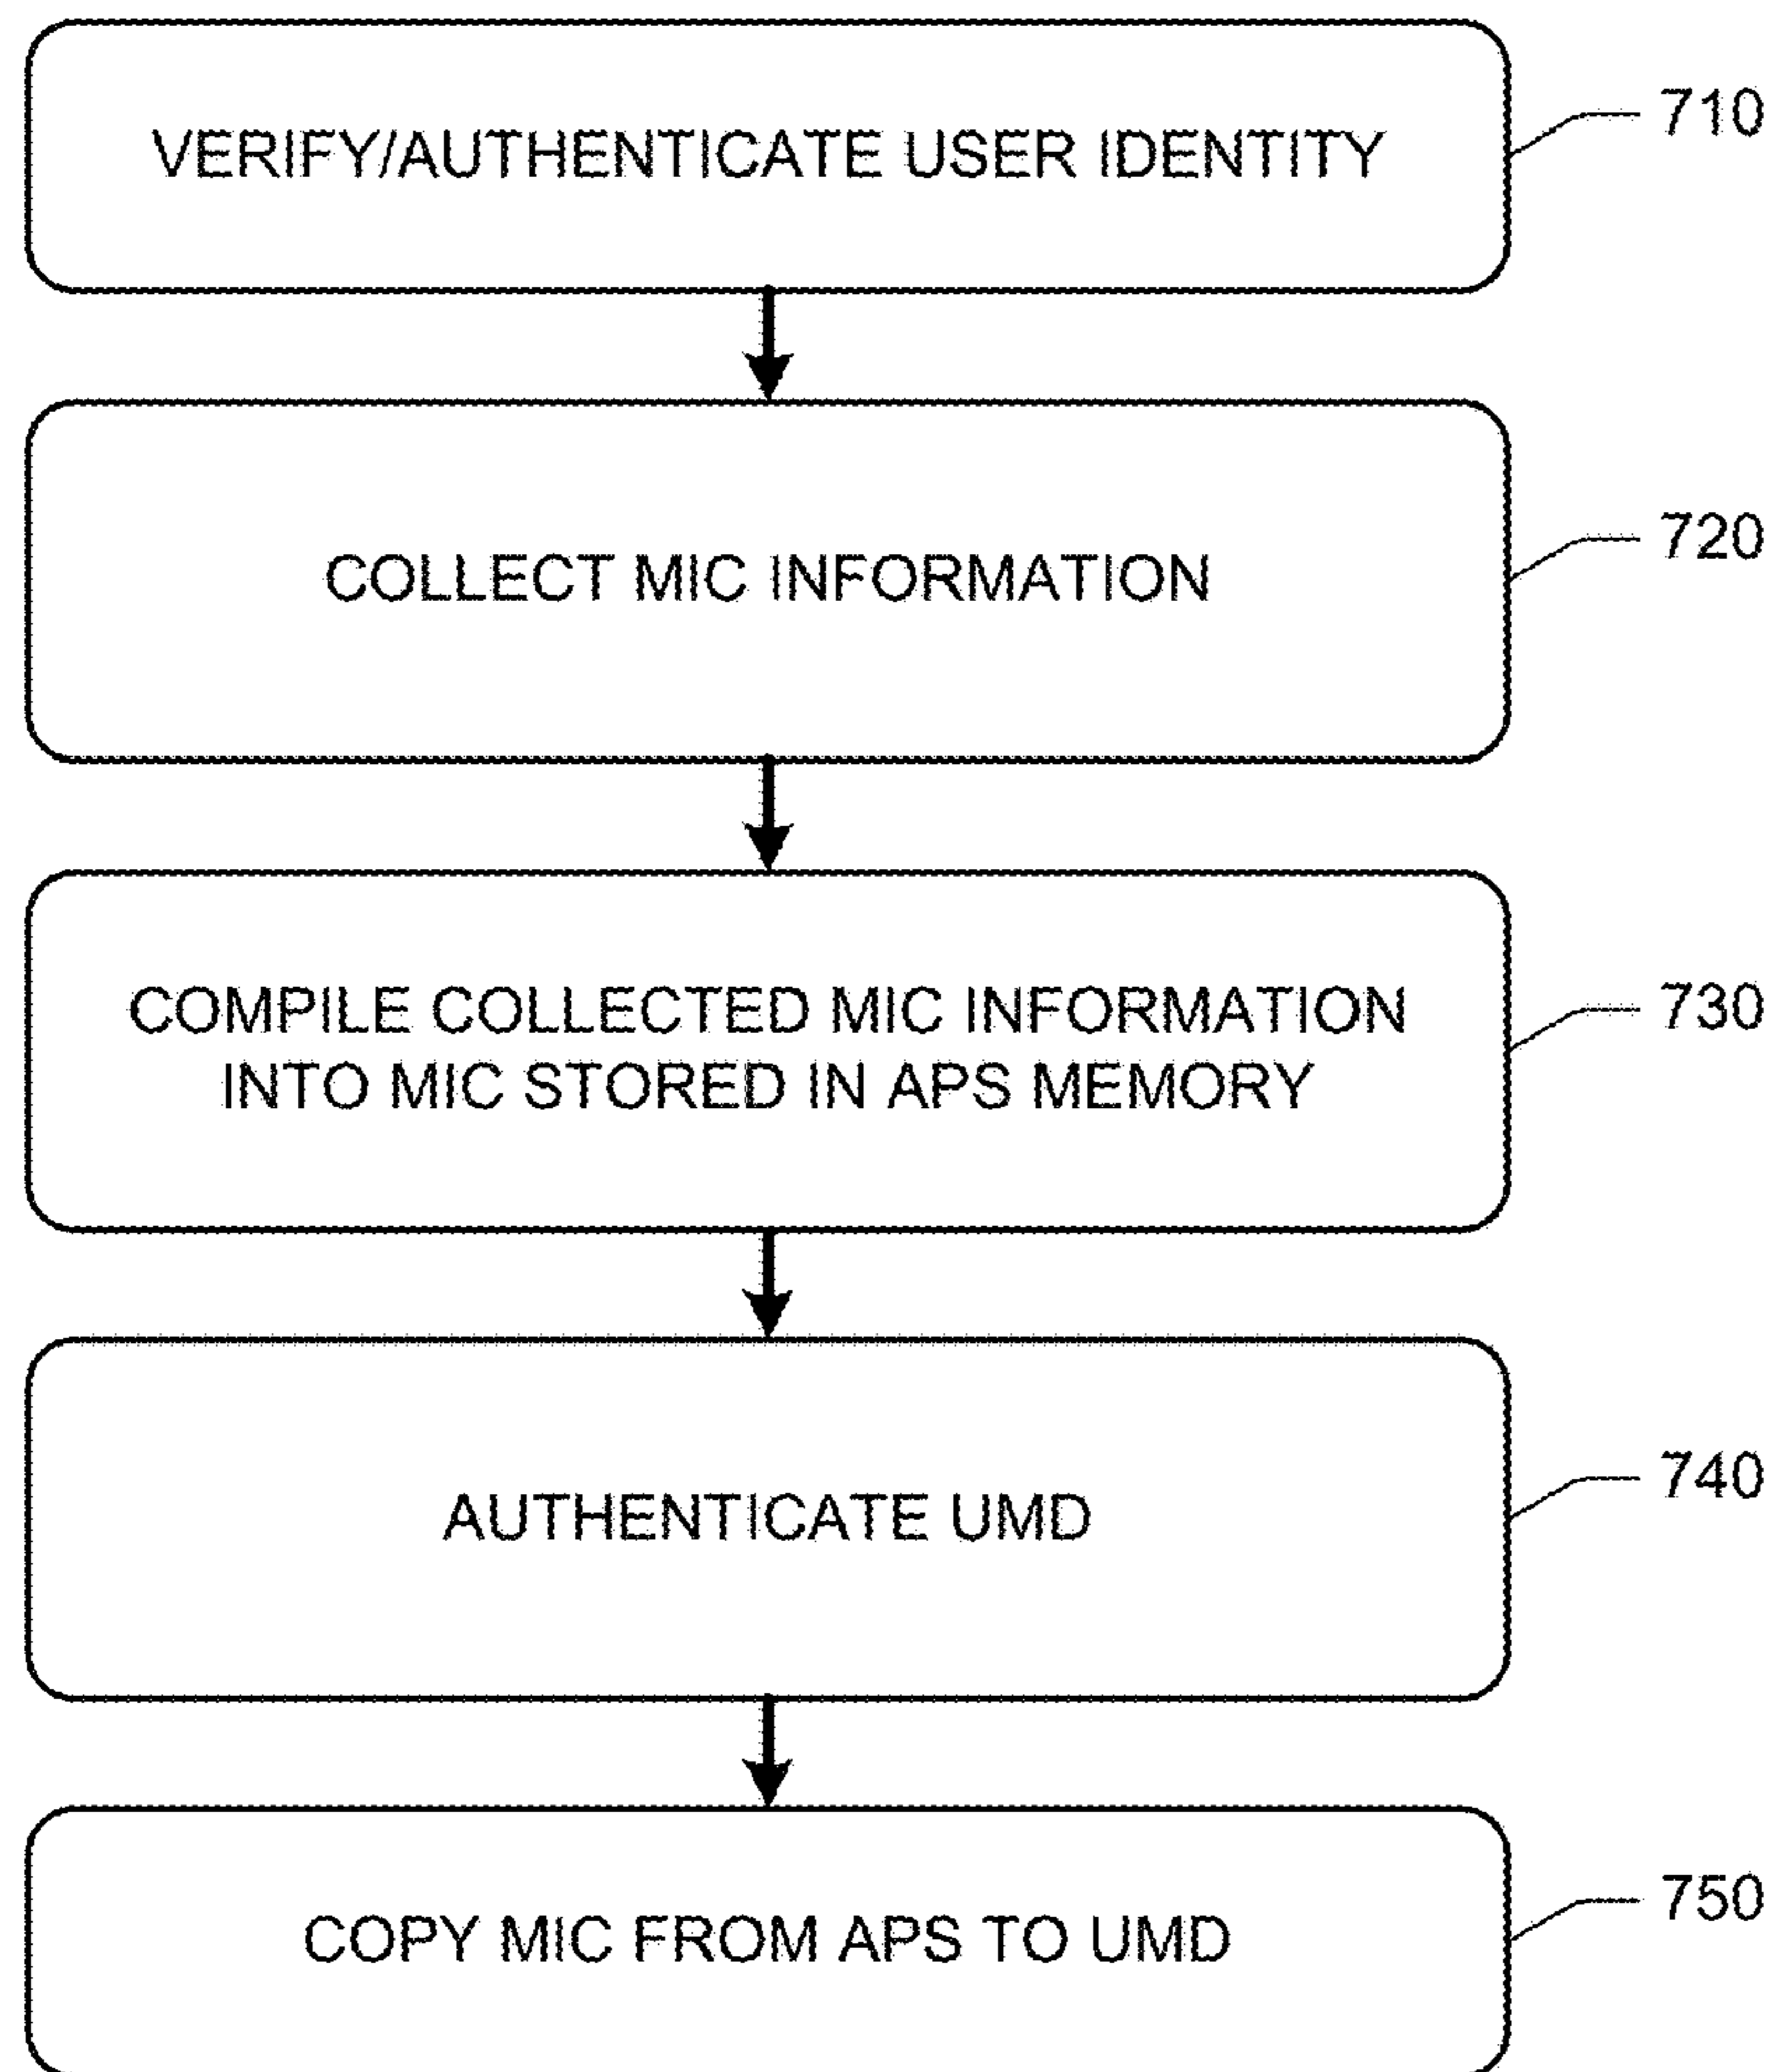 VERIFY/AUTHENTICATE USER IDENTITY
710
COLLECT MIC INFORMATION
720
COMPILE COLLECTED MIC INFORMATION
INTO MIC STORED IN APS MEMORY
730
AUTHENTICATE UMD
740
COPY MIC FROM APS TO UMD
750